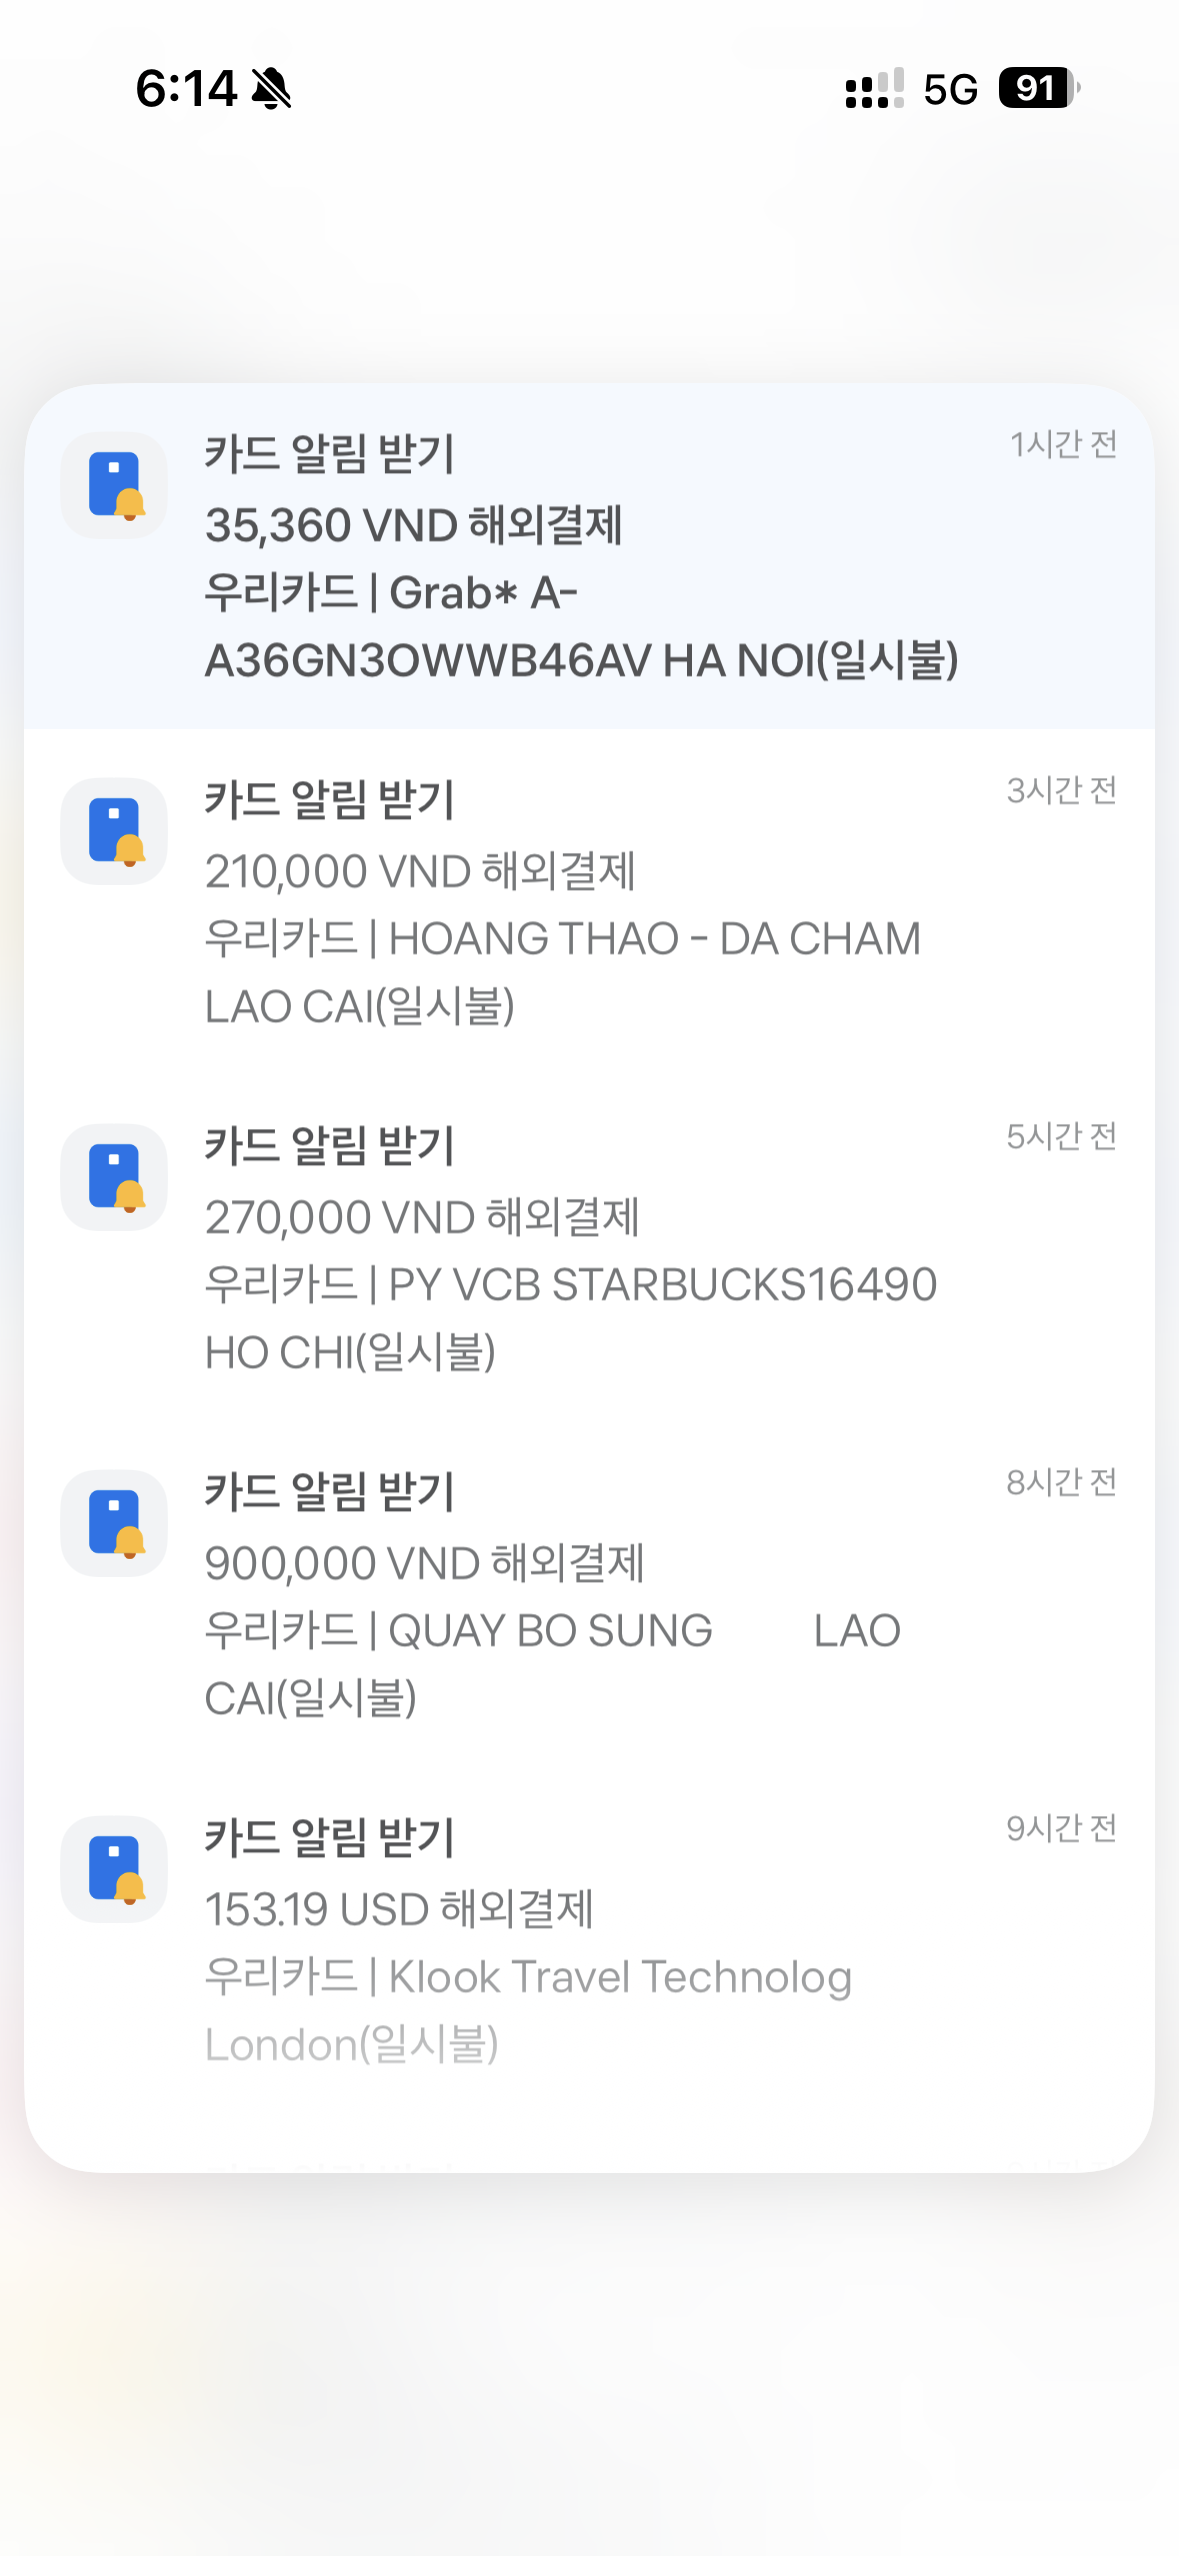 6:14
5G
91
카드 알림 받기
1시간 전
35,360 VND 해외결제
우리카드 | Grab* A-
A36GN3OWWB46AV HA NOI(일시불)
카드 알림 받기
3시간 전
210,000 VND 해외결제
우리카드 | HOANG THAO - DA CHAM
LAO CAI(일시불)
카드 알림 받기
5시간 전
270,000 VND 해외결제
우리카드 | PY VCB STARBUCKS16490
HO CHI(일시불)
카드 알림 받기
8시간 전
900,000 VND 해외결제
우리카드 | QUAY BO SUNG LAO
CAI(일시불)
카드 알림 받기
9시간 전
153.19 USD 해외결제
우리카드 | Klook Travel Technolog
London(일시불)